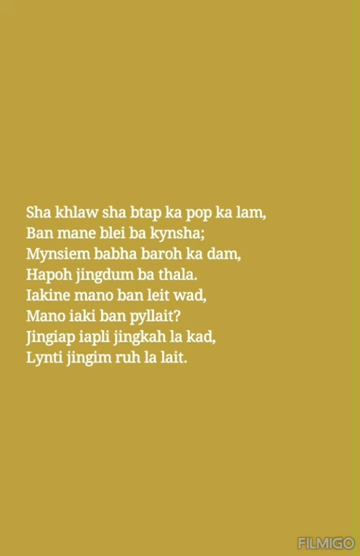 Sha khlaw sha btap ka pop ka lam,
Ban mane blei ba kynsha;
Mynsiem babha baroh ka dam,
Hapoh jingdum ba thala.
Iakine mano ban leit wad,
Mano iaki ban pyllait?
Jingiap iapli jingkah la kad,
Lynti jingim ruh la lait.
FILMIGO